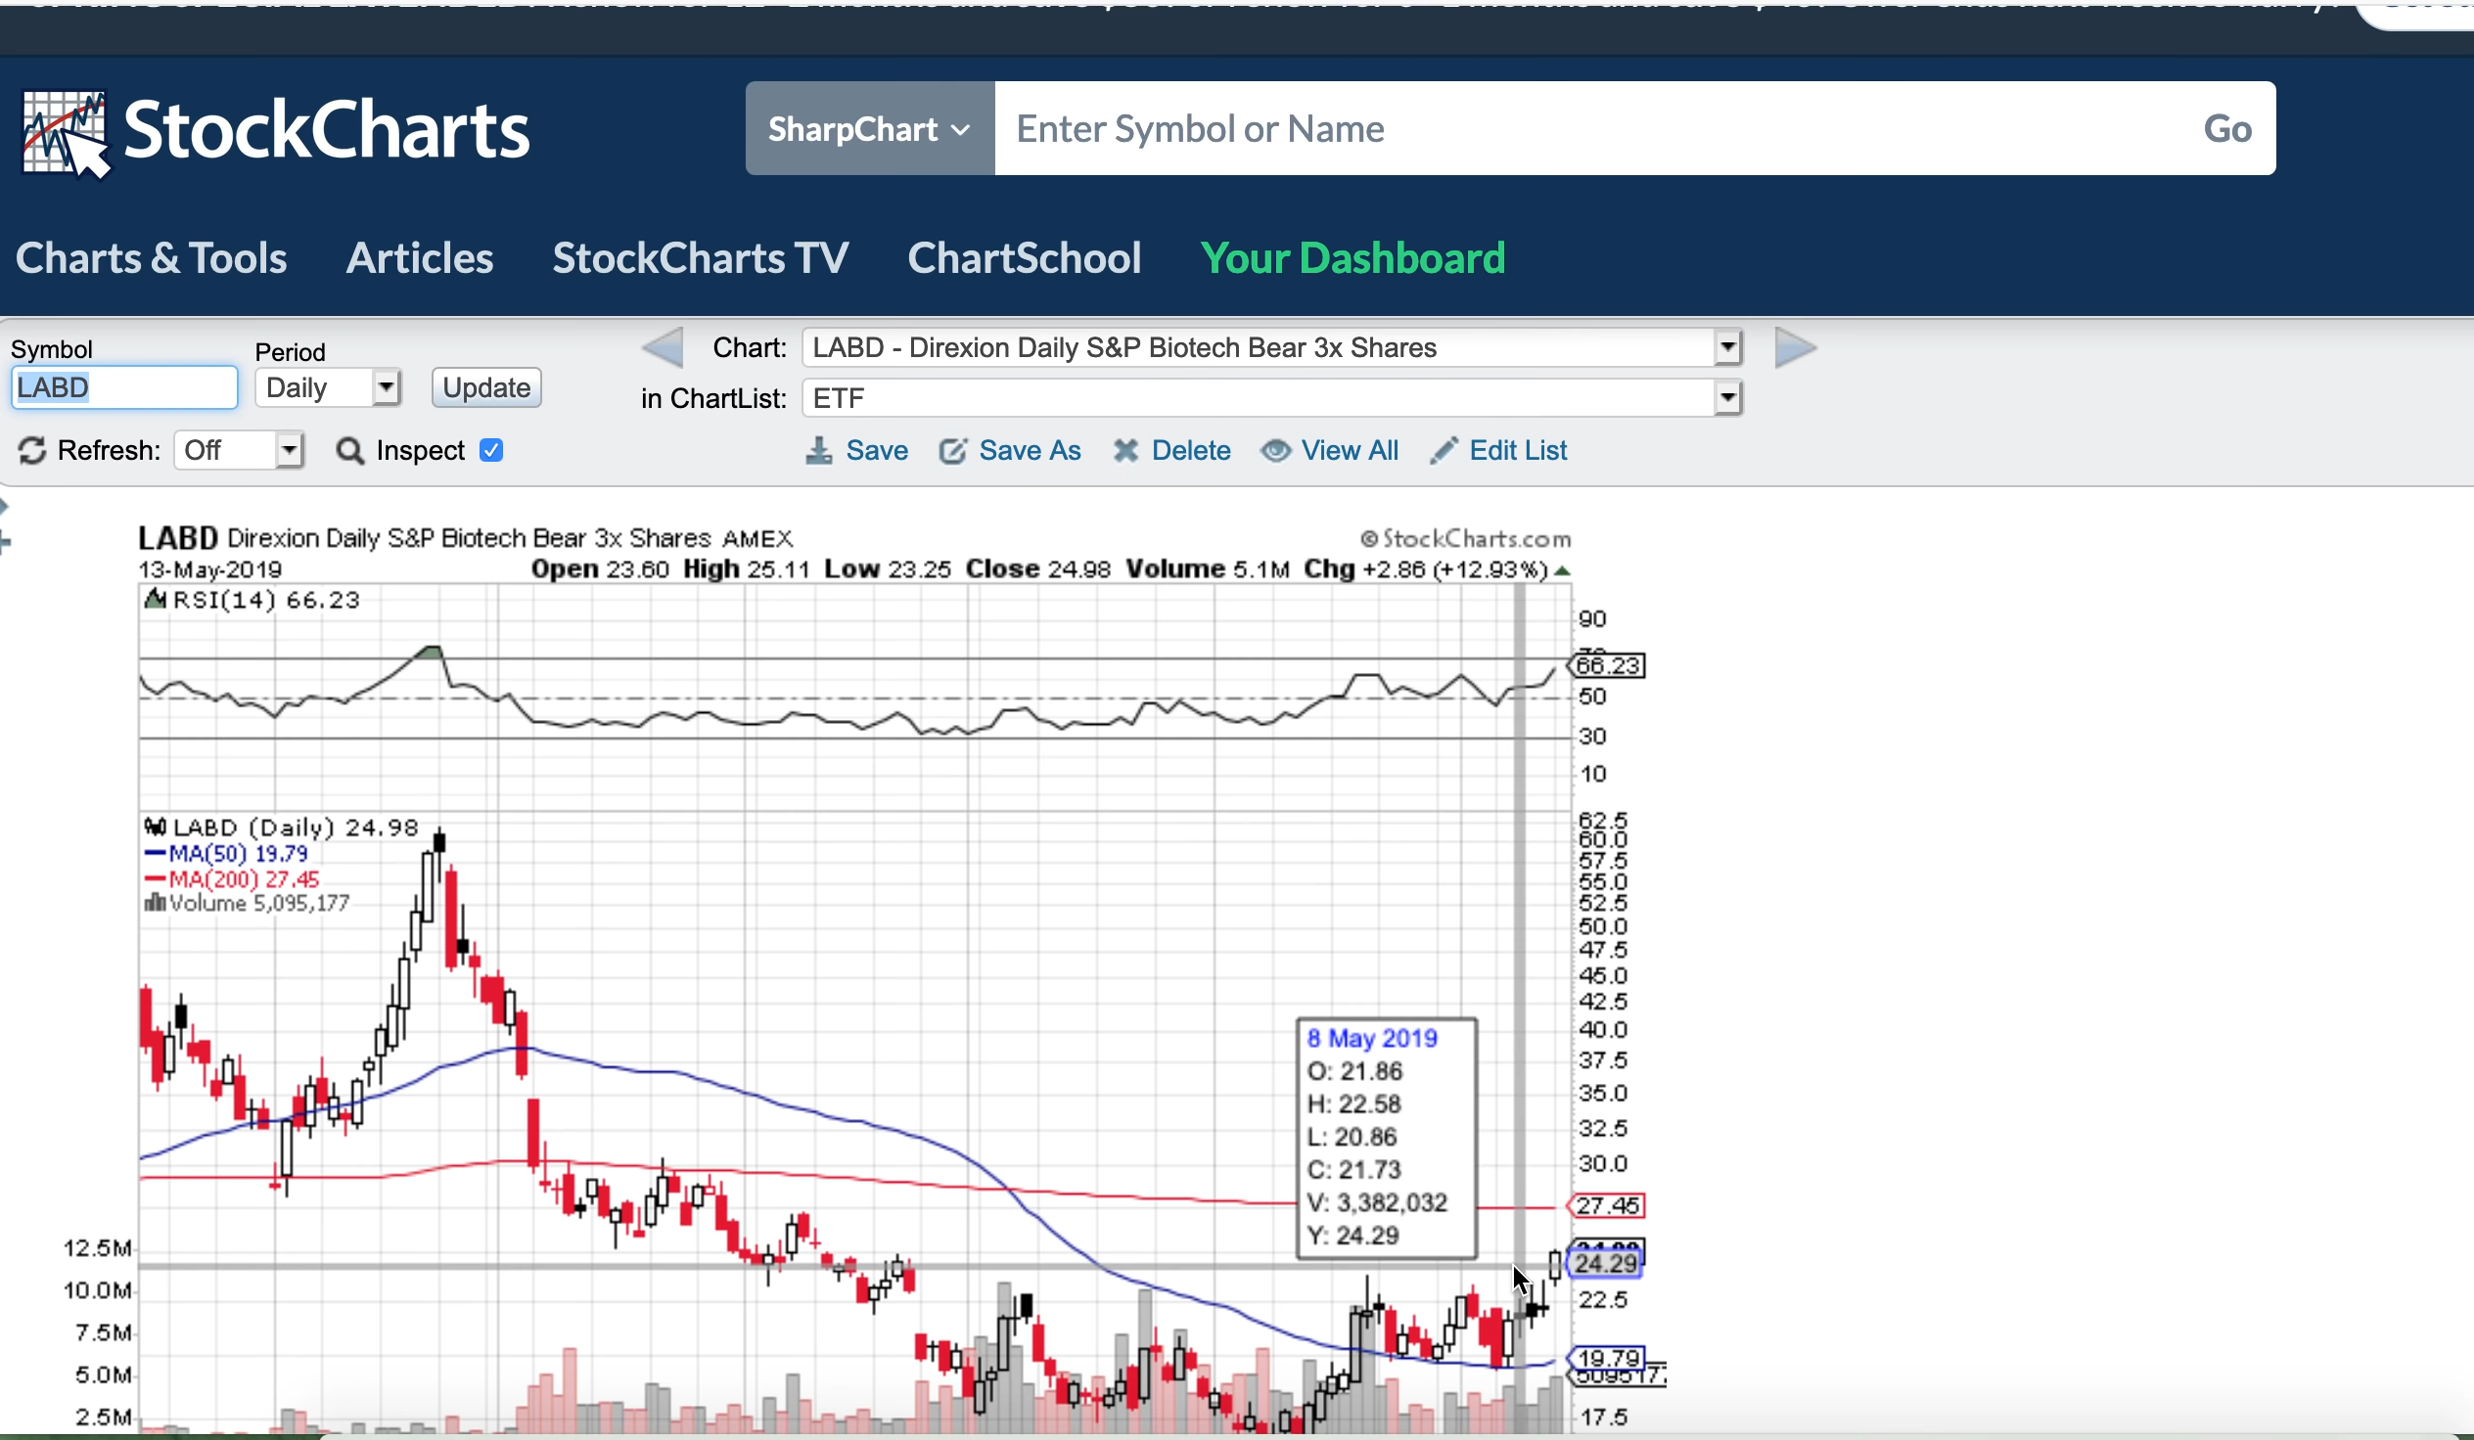 StockCharts
SharpChart
Enter Symbol or Name
Go
Charts & Tools
Articles
StockCharts TV
ChartSchool
Your Dashboard
Symbol
Period
LABD
Daily
Update
Chart:
LABD - Direxion Daily S&P Biotech Bear 3x Shares
in ChartList:
ETF
Refresh:
Off
Inspect
Save
Save As
Delete
View All
Edit List
LABD Direxion Daily S&P Biotech Bear 3x Shares AMEX
© StockCharts.com
13-May-2019
Open 23.60 High 25.11 Low 23.25 Close 24.98 Volume 5.1M Chg +2.86 (+12.93%)
RSI(14) 66.23
90
66.23
50
30
10
LABD (Daily) 24.98
MA(50) 19.79
MA(200) 27.45
Volume 5,095,177
62.5
60.0
57.5
55.0
52.5
50.0
47.5
45.0
42.5
40.0
37.5
35.0
32.5
30.0
27.45
24.29
22.5
19.79
17.5
8 May 2019
O: 21.86
H: 22.58
L: 20.86
C: 21.73
V: 3,382,032
Y: 24.29
12.5M
10.0M
7.5M
5.0M
2.5M